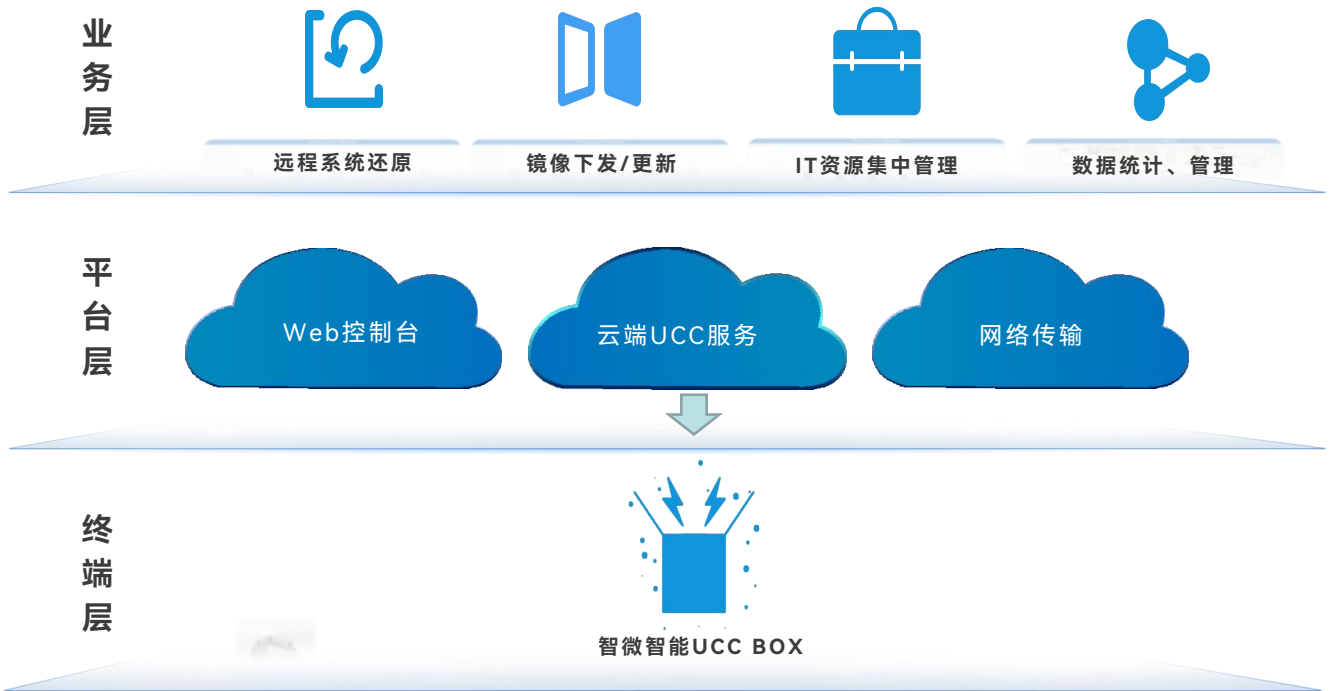 业务层
远程系统还原
镜像下发/更新
IT资源集中管理
数据统计、管理
平台层
Web控制台
云端UCC服务
网络传输
终端层
智微智能UCC BOX